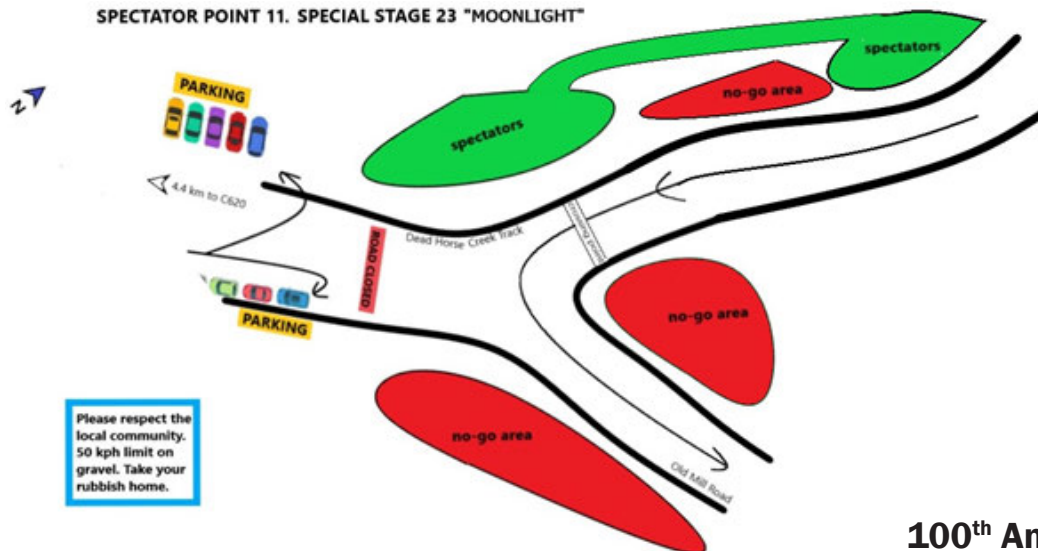 SPECTATOR POINT 11. SPECIAL STAGE 23 "MOONLIGHT"
spectators
PARKING
no-go area
N
spectators
4.4 km to C620
Dead Horse Creek Track
ROAD CLOSED
no-go area
PARKING
Please respect the
local community.
50 kph limit on
gravel. Take your
rubbish home.
no-go area
Old Mill Road
100th An